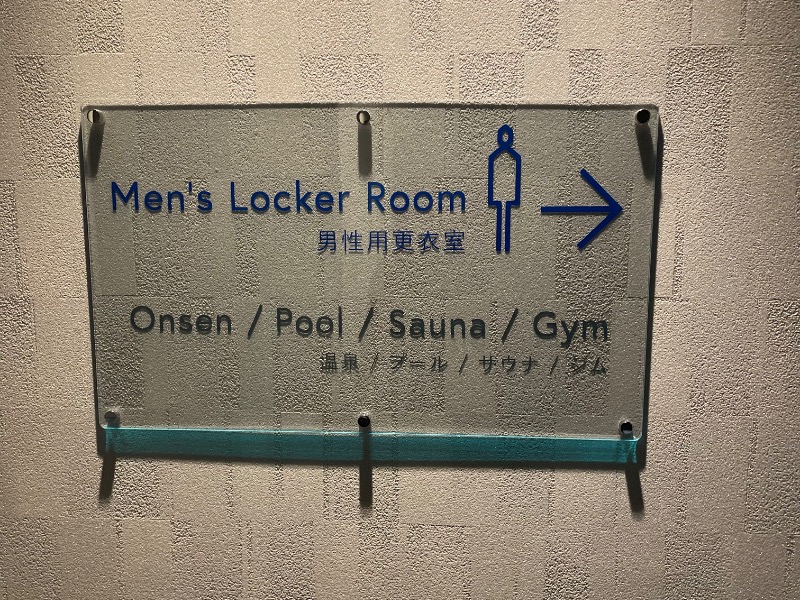 Men's Locker Room
男性用更衣室
Onsen / Pool / Sauna / Gym
温泉 / プール / サウナ / ジム